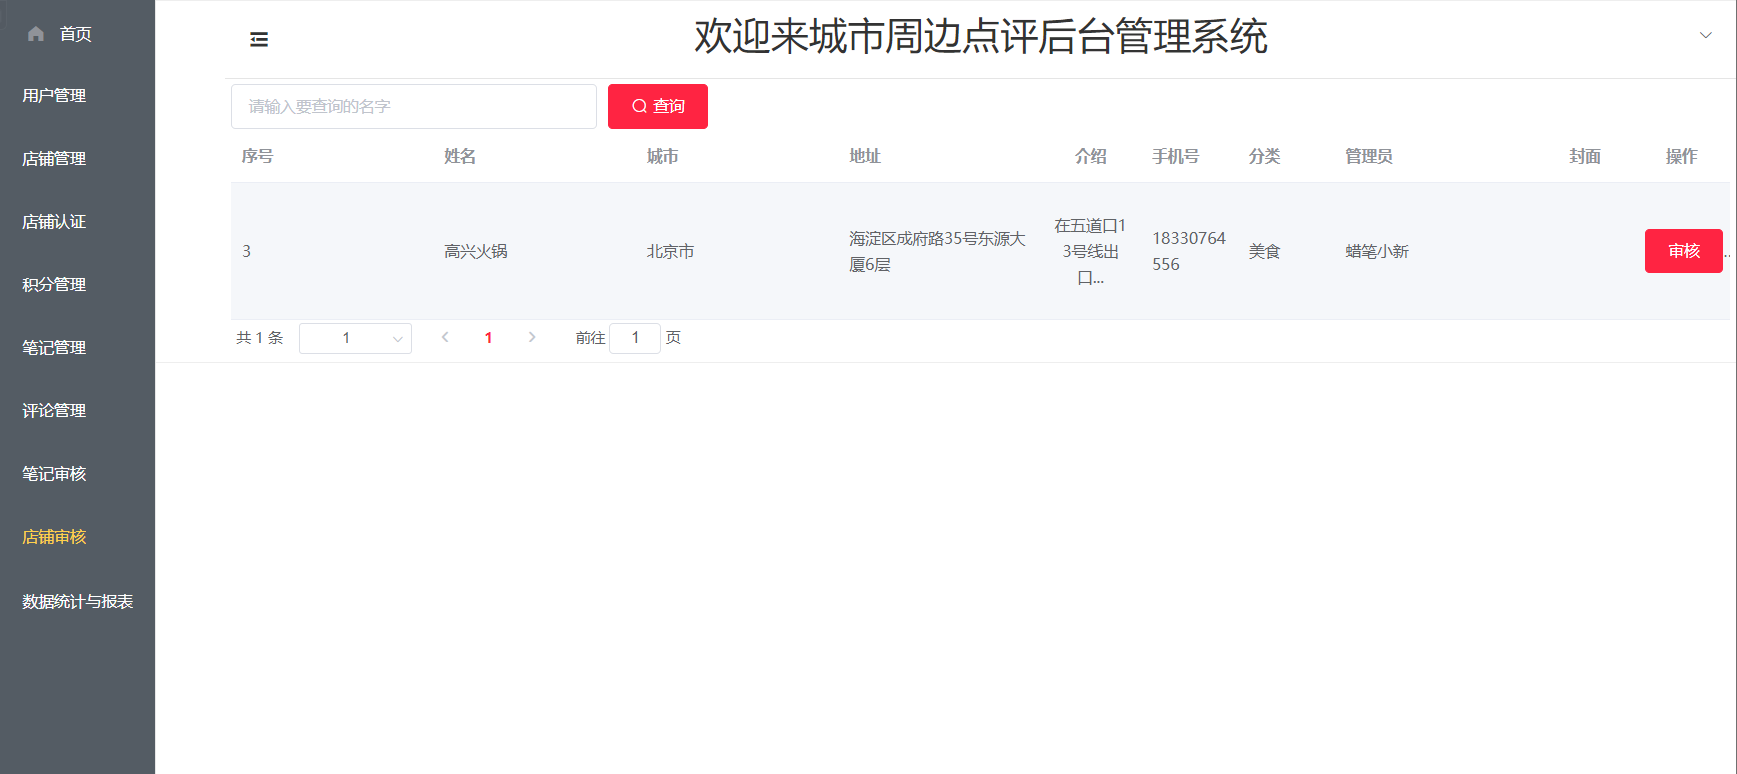 首页
用户管理
店铺管理
店铺认证
积分管理
笔记管理
评论管理
笔记审核
店铺审核
数据统计与报表
欢迎来城市周边点评后台管理系统
请输入要查询的名字
查询
序号 姓名 城市 地址 介绍 手机号 分类 管理员 封面 操作
3
高兴火锅
北京市
海淀区成府路35号东源大
厦6层
在五道口1
3号线出
口...
18330764
556
美食
蜡笔小新
审核
..
共 1 条 1 1 前往 1 页